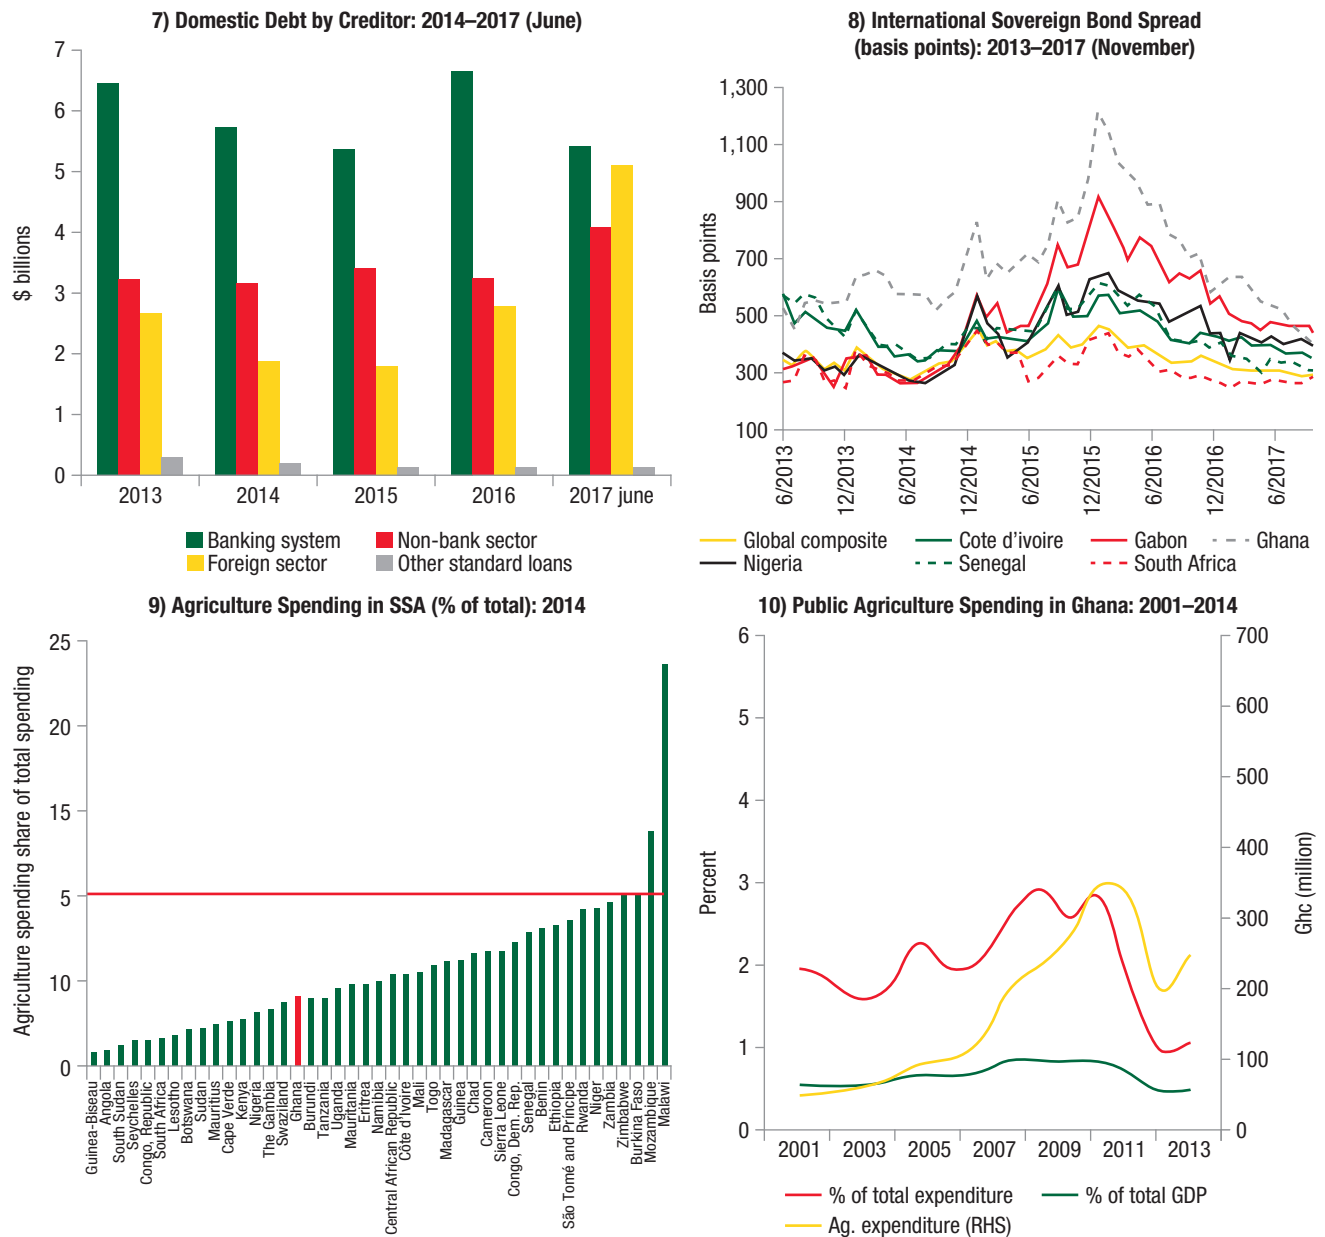 7) Domestic Debt by Creditor: 2014–2017 (June)
$ billions
7
6
5
4
3
2
1
0
2013 2014 2015 2016 2017 june
Banking system Non-bank sector
Foreign sector Other standard loans
8) International Sovereign Bond Spread
(basis points): 2013–2017 (November)
Basis points
1,300
1,100
900
700
500
300
100
6/2013 12/2013 6/2014 12/2014 6/2015 12/2015 6/2016 12/2016 6/2017
Global composite Cote d’ivoire Gabon Ghana
Nigeria Senegal South Africa
9) Agriculture Spending in SSA (% of total): 2014
Agriculture spending share of total spending
25
20
15
5
10
0
Guinea-Biseau
Angola
South Sudan
Seychelles
Congo, Republic
South Africa
Lesotho
Botswana
Sudan
Mauritius
Cape Verde
Kenya
Nigeria
The Gambia
Swaziland
Ghana
Burundi
Tanzania
Uganda
Mauritania
Eritrea
Namibia
Central African Republic
Côte d'Ivoire
Mali
Togo
Madagascar
Guinea
Chad
Cameroon
Sierra Leone
Congo, Dem. Rep.
Senegal
Benin
Ethiopia
São Tomé and Príncipe
Rwanda
Niger
Zambia
Zimbabwe
Burkina Faso
Mozambique
Malawi
10) Public Agriculture Spending in Ghana: 2001–2014
Percent
6
5
4
3
2
1
0
700
600
500
400
300
200
100
0
Ghc (million)
2001 2003 2005 2007 2009 2011 2013
% of total expenditure % of total GDP
Ag. expenditure (RHS)